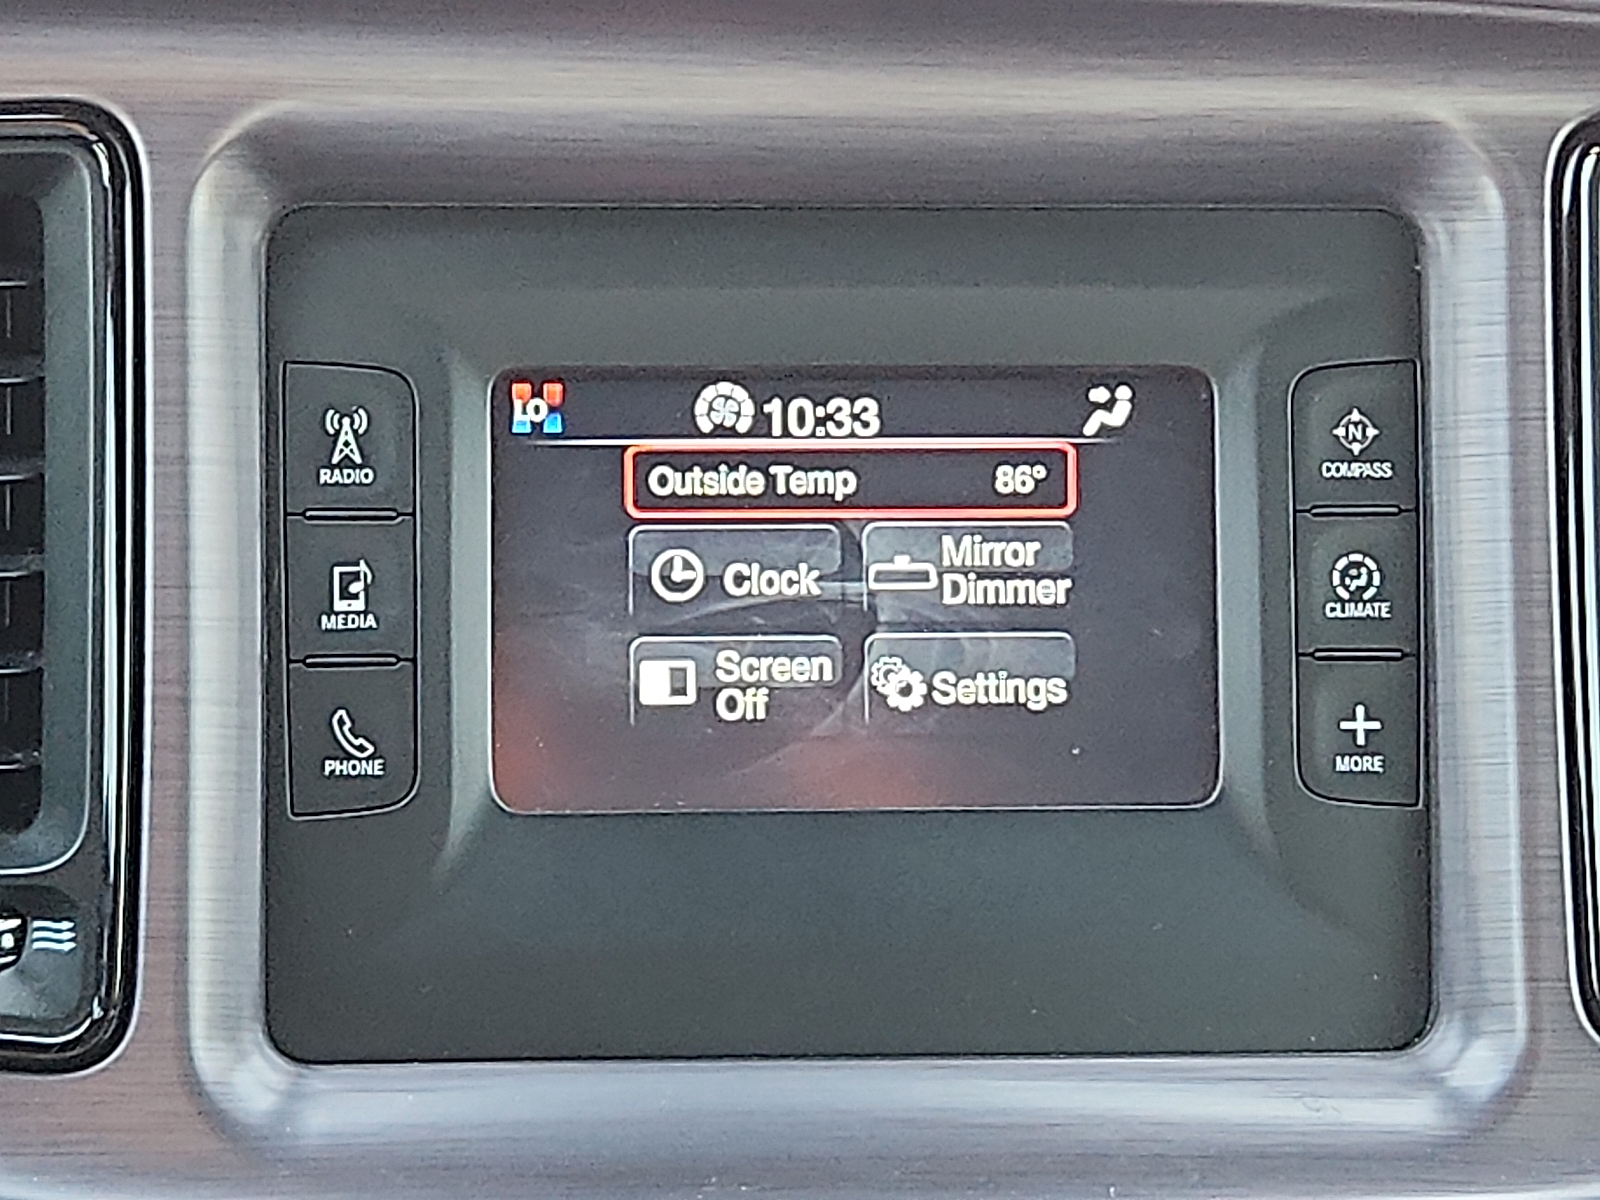 LO
10:33
Outside Temp 86°
Clock
Mirror
Dimmer
Screen
Off
Settings
RADIO
MEDIA
PHONE
N
COMPASS
CLIMATE
MORE